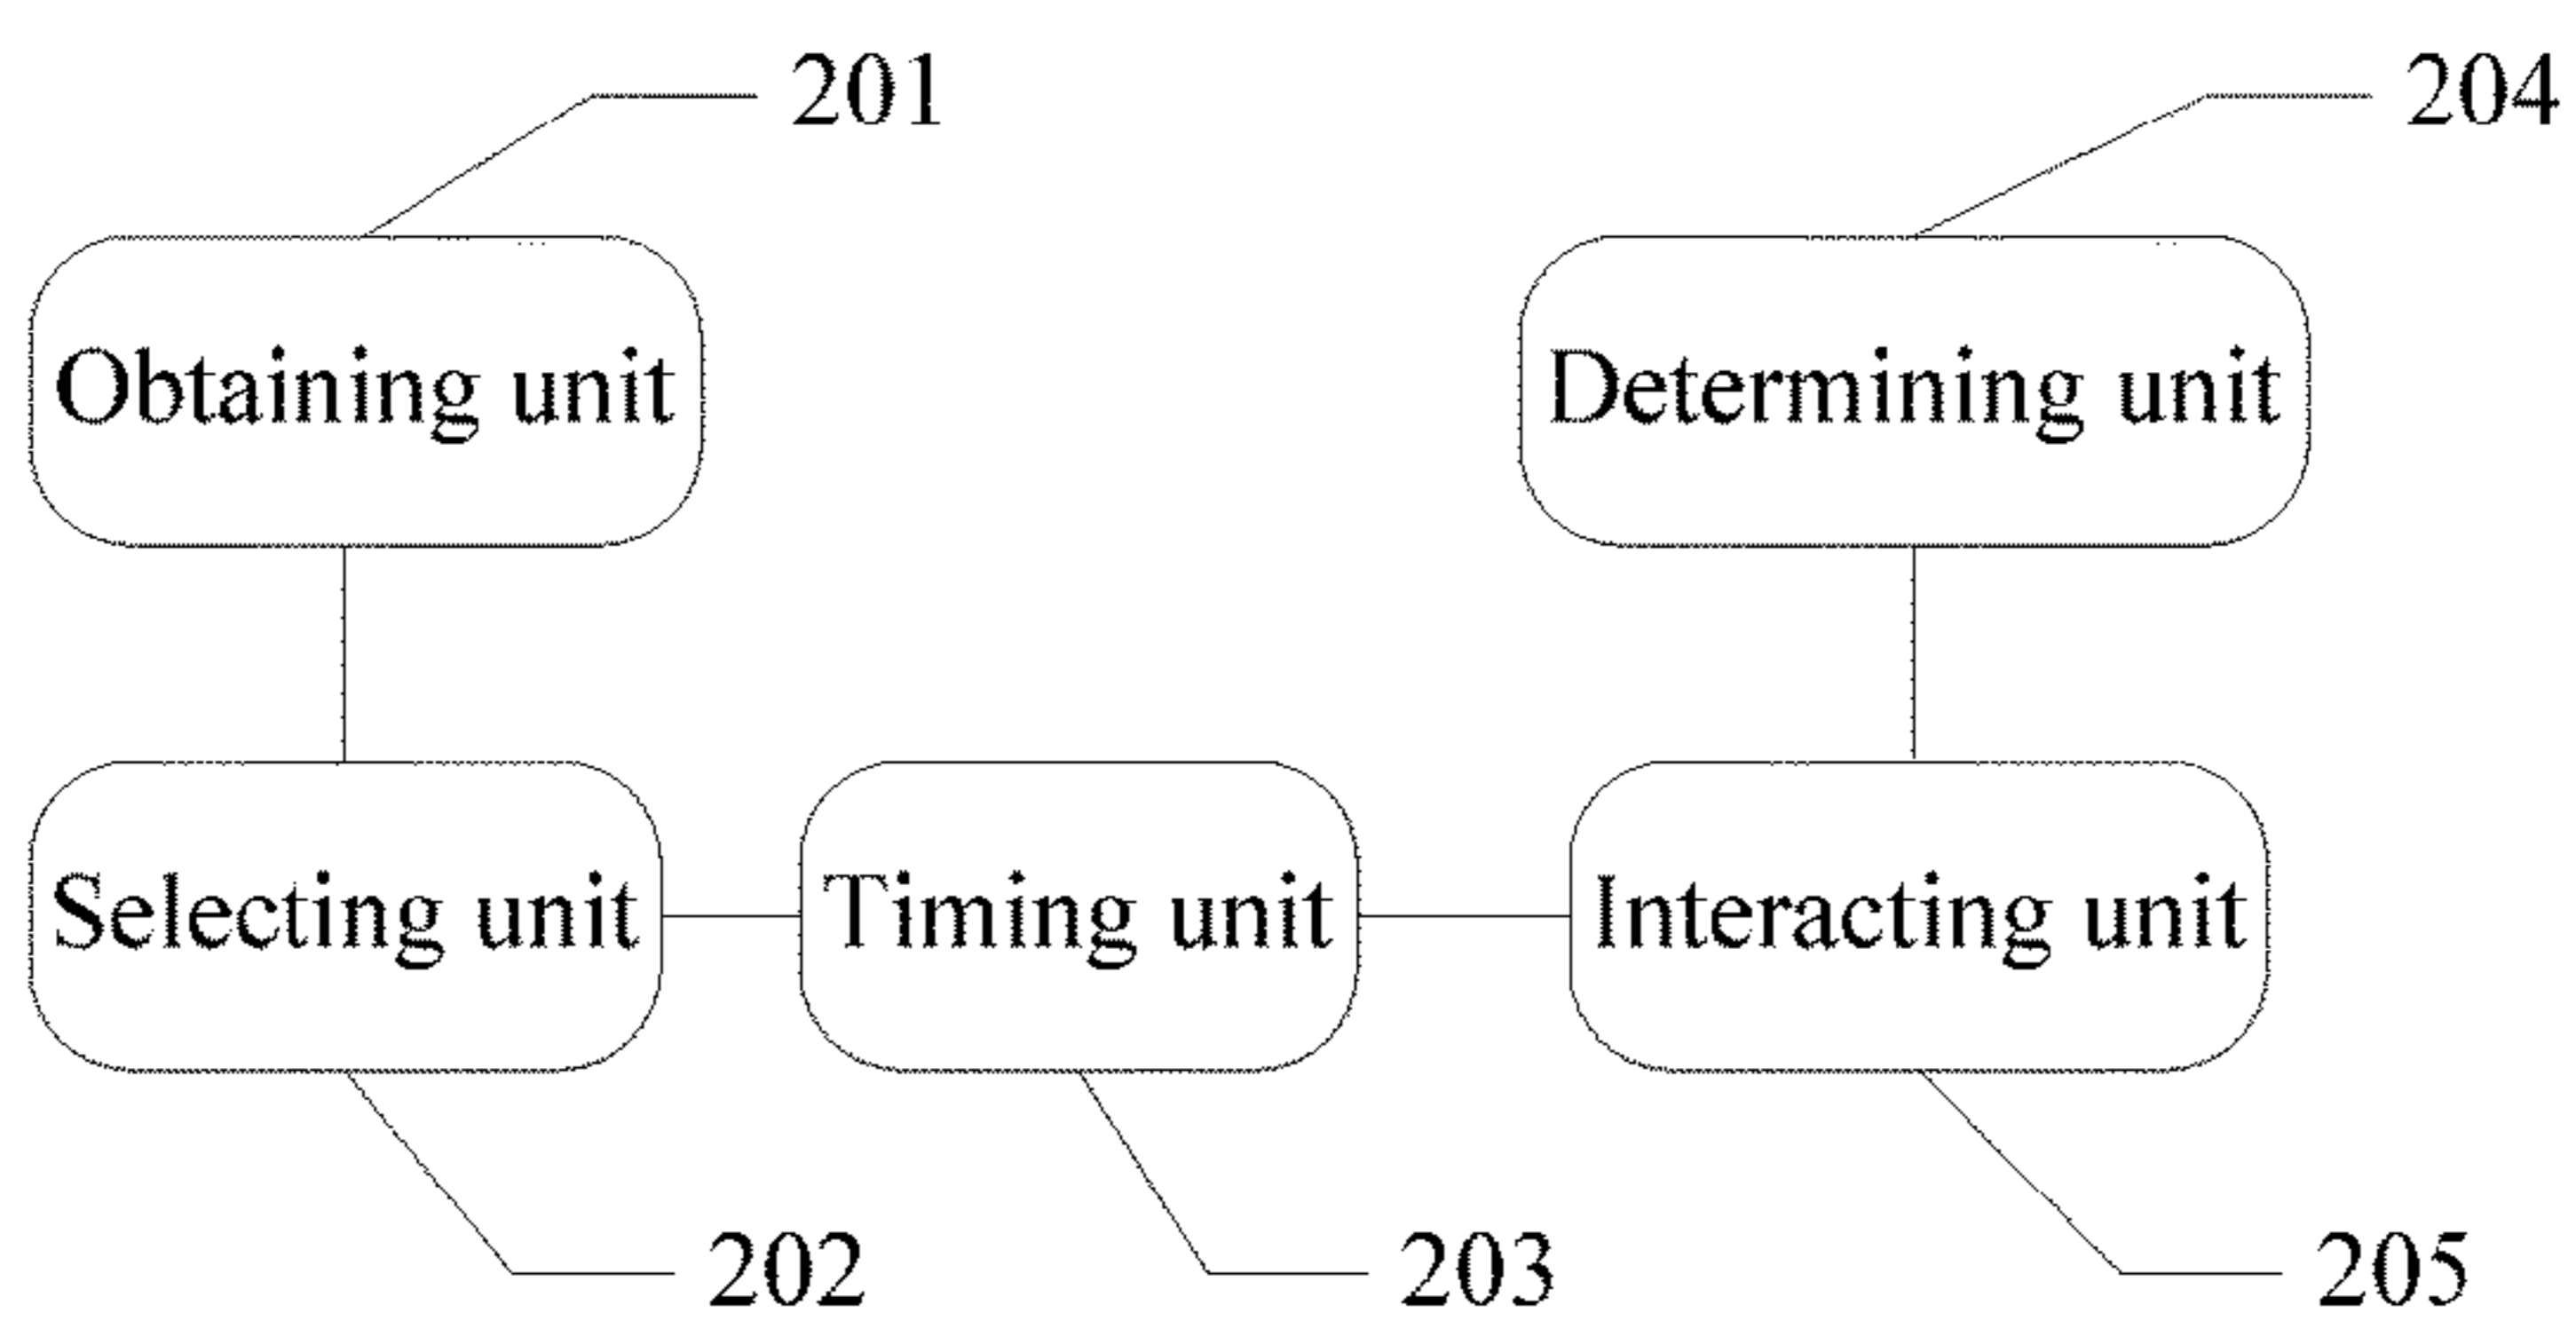 201
204
Obtaining unit
Determining unit
Selecting unit
Timing unit
Interacting unit
202
203
205